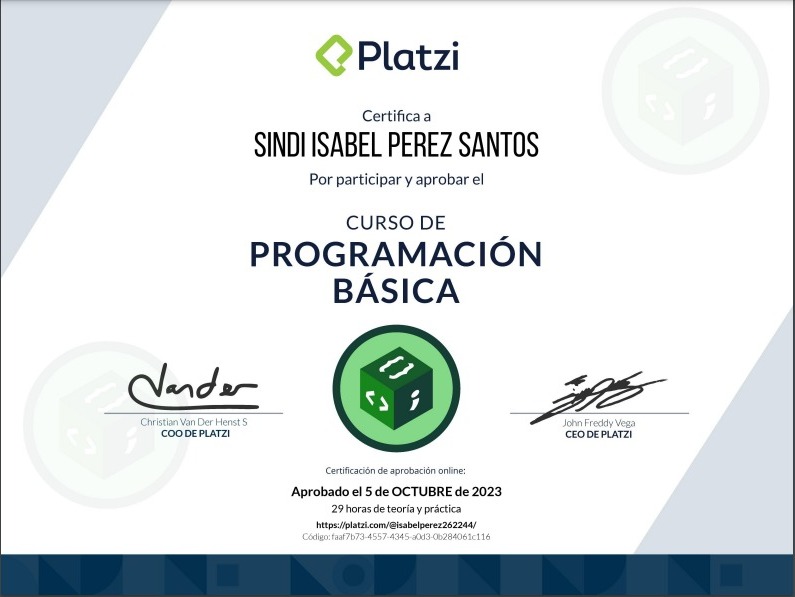 Platzi
Certifica a
SINDI ISABEL PEREZ SANTOS
Por participar y aprobar el
CURSO DE
PROGRAMACIÓN
BÁSICA
Vander
Christian Van Der Henst S
COO DE PLATZI
John Freddy Vega
CEO DE PLATZI
Certificación de aprobación online:
Aprobado el 5 de OCTUBRE de 2023
29 horas de teoría y práctica
https://platzi.com/@isabelperez262244/
Código: faaf7b73-4557-4345-a0d3-0b284061c116